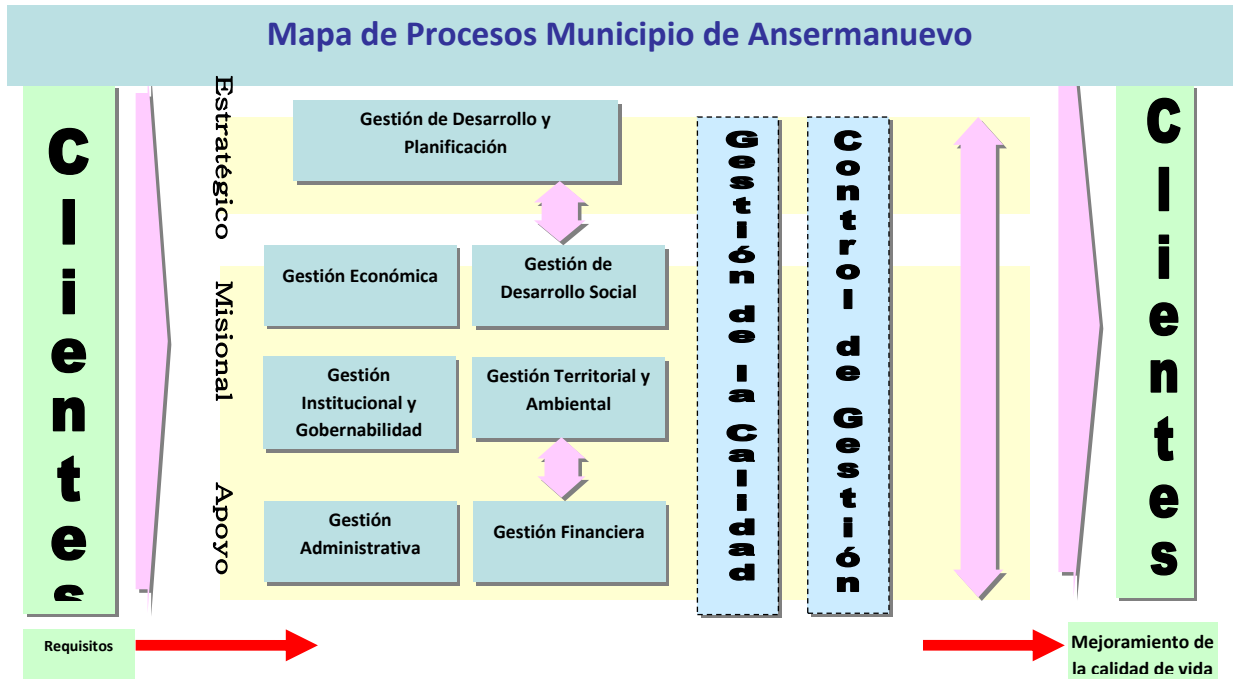 Mapa de Procesos Municipio de Ansermanuevo
Clientes
Estratégico
Gestión de Desarrollo y
Planificación
Misional
Gestión Económica
Gestión de
Desarrollo Social
Gestión
Institucional y
Gobernabilidad
Gestión Territorial y
Ambiental
Apoyo
Gestión
Administrativa
Gestión Financiera
Gestión de la Calidad
Control de Gestión
Clientes
Requisitos
Mejoramiento de
la calidad de vida